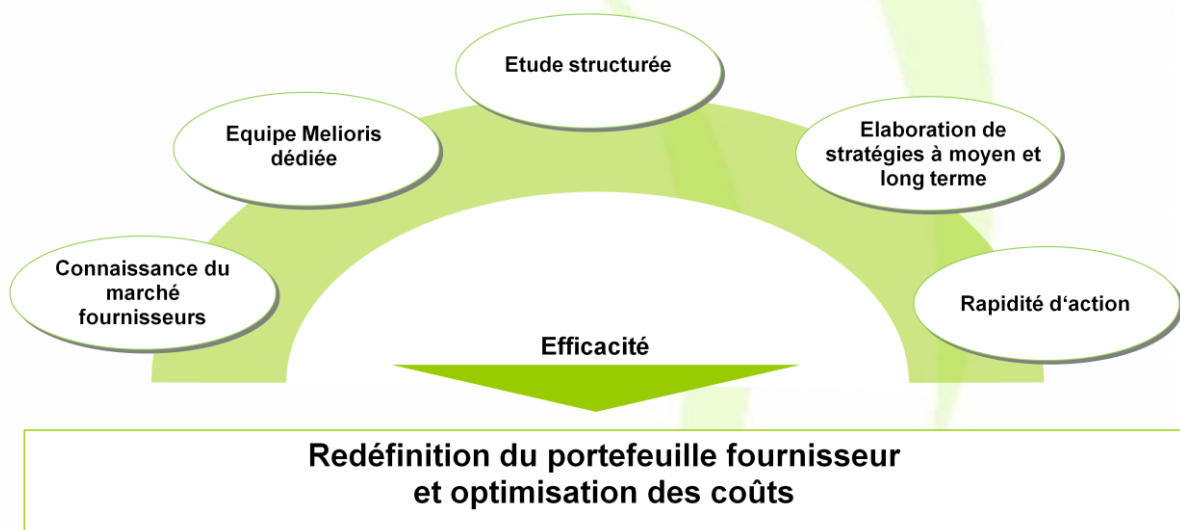 Etude structurée
Equipe Melioris
dédiée
Elaboration de
stratégies à moyen et
long terme
Connaissance du
marché
fournisseurs
Rapidité d‘action
Efficacité
Redéfinition du portefeuille fournisseur
et optimisation des coûts